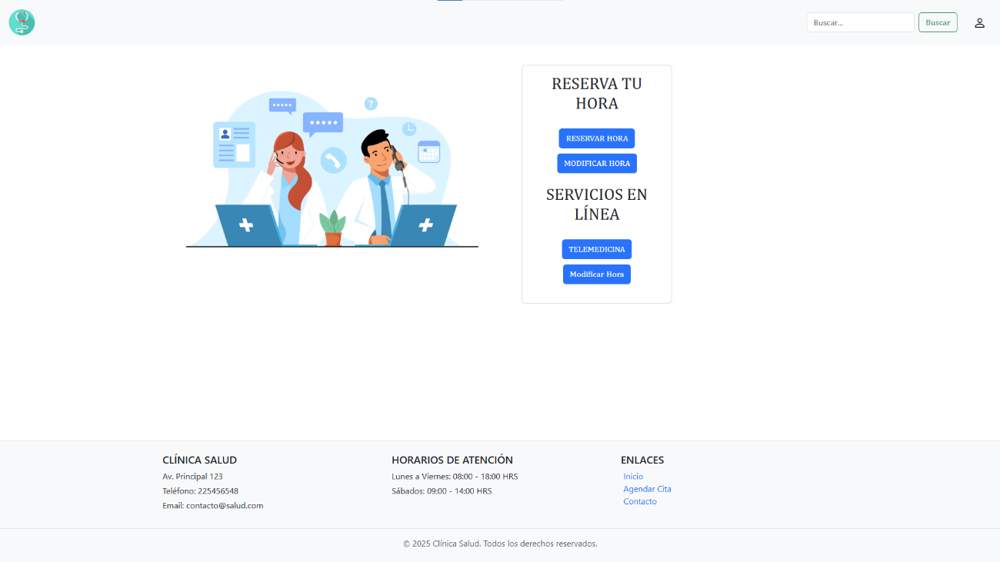 Buscar...
Buscar
RESERVA TU
HORA
RESERVAR HORA
MODIFICAR HORA
SERVICIOS EN
LÍNEA
TELEMEDICINA
Modificar Hora
?
CLÍNICA SALUD
Av. Principal 123
Teléfono: 225456548
Email: contacto@salud.com
HORARIOS DE ATENCIÓN
Lunes a Viernes: 08:00 - 18:00 HRS
Sábados: 09:00 - 14:00 HRS
ENLACES
Inicio
Agendar Cita
Contacto
© 2025 Clínica Salud. Todos los derechos reservados.